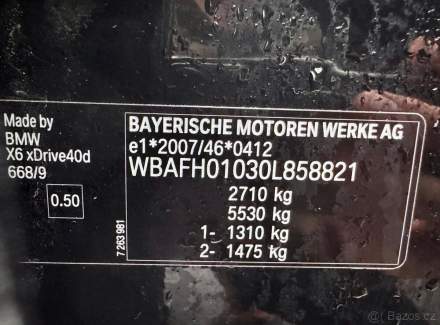 Made by
BMW
X6 xDrive40d
668/9
0.50
BAYERISCHE MOTOREN WERKE AG
e1*2007/46*0412
WBAFH01030L858821
2710 kg
5530 kg
1- 1310 kg
2- 1475 kg
7 263 981
@ Bazos.cz